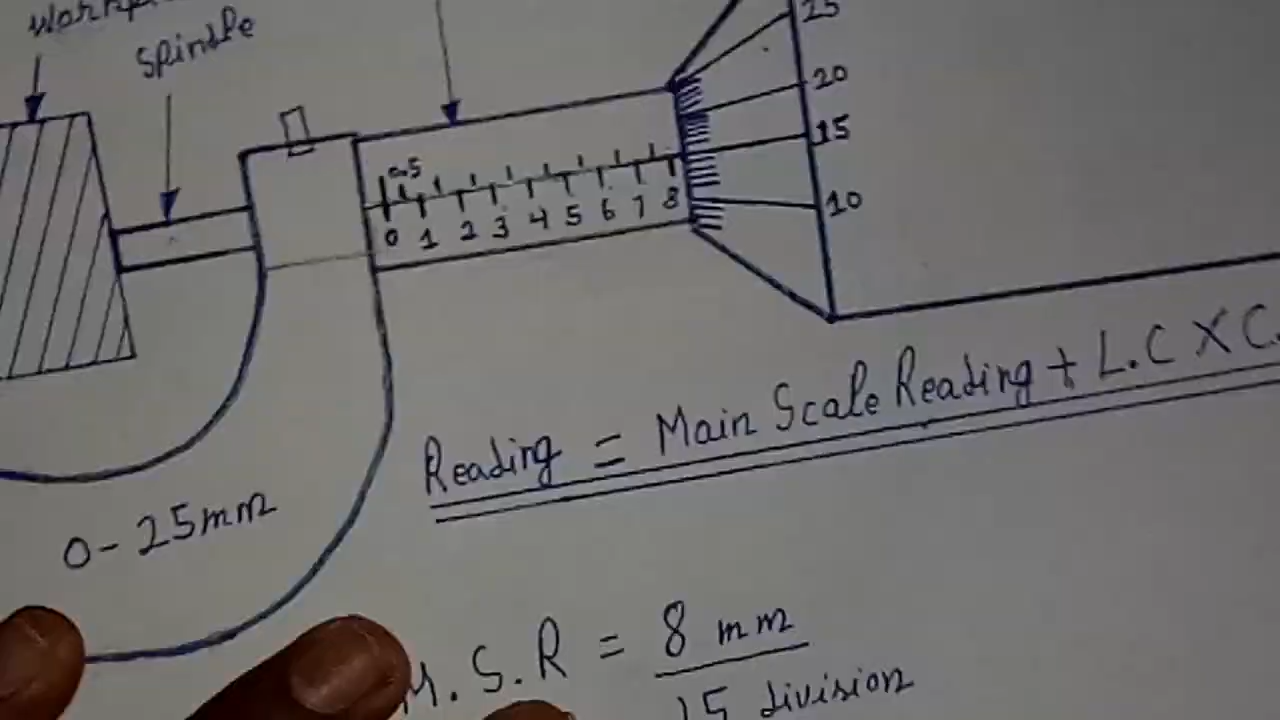 spindle
25
20
15
10
0.5
0 1 2 3 4 5 6 7 8
Reading = Main Scale Reading + L.C X C.
0-25mm
M.S.R = 8 mm
15 division